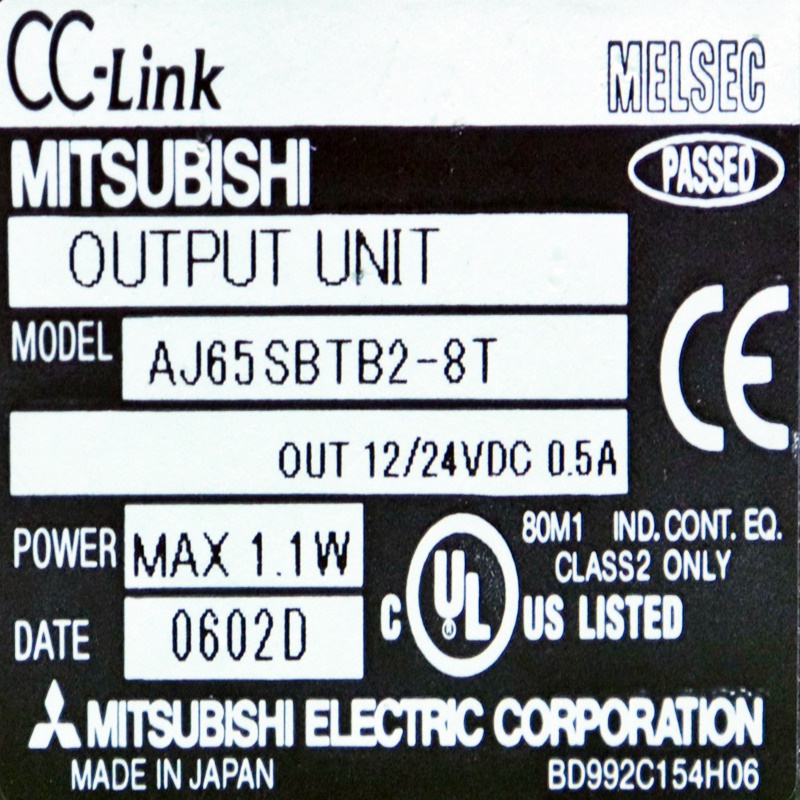 CC-Link MELSEC
MITSUBISHI PASSED
OUTPUT UNIT
MODEL AJ65SBTB2-8T
CE
OUT 12/24VDC 0.5A
POWER MAX 1.1W
80M1 IND. CONT. EQ.
CLASS2 ONLY
C UL US LISTED
DATE 0602D
MITSUBISHI ELECTRIC CORPORATION
MADE IN JAPAN BD992C154H06